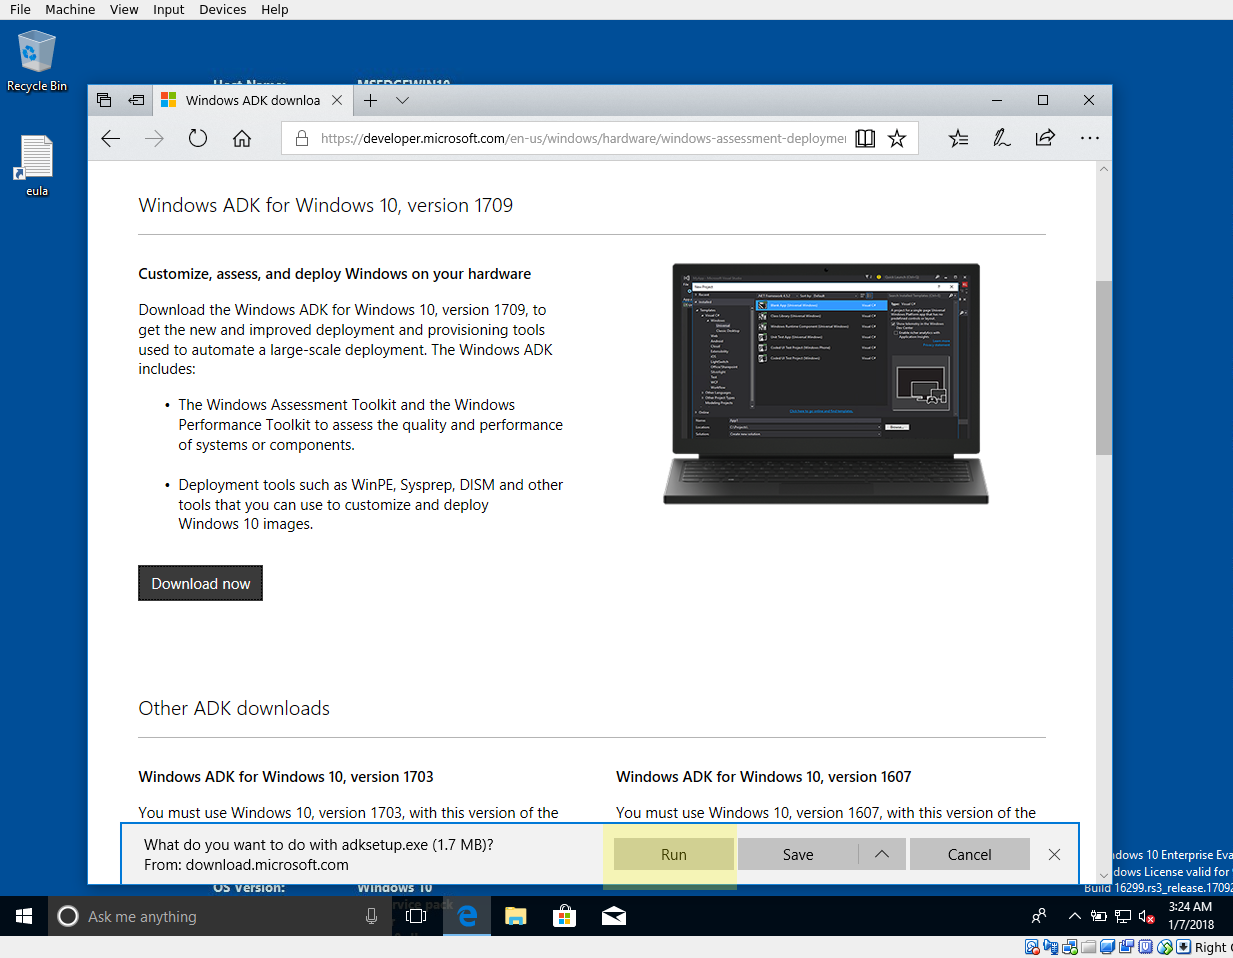 File Machine View Input Devices Help
Recycle Bin
eula
Windows ADK downloa
https://developer.microsoft.com/en-us/windows/hardware/windows-assessment-deploymer
Windows ADK for Windows 10, version 1709
Customize, assess, and deploy Windows on your hardware
Download the Windows ADK for Windows 10, version 1709, to
get the new and improved deployment and provisioning tools
used to automate a large-scale deployment. The Windows ADK
includes:
• The Windows Assessment Toolkit and the Windows
Performance Toolkit to assess the quality and performance
of systems or components.
• Deployment tools such as WinPE, Sysprep, DISM and other
tools that you can use to customize and deploy
Windows 10 images.
Download now
Other ADK downloads
Windows ADK for Windows 10, version 1703
You must use Windows 10, version 1703, with this version of the
Windows ADK for Windows 10, version 1607
You must use Windows 10, version 1607, with this version of the
What do you want to do with adksetup.exe (1.7 MB)?
From: download.microsoft.com
Run Save Cancel
OS Version: Windows 10
rvice pack
dows 10 Enterprise Eva
dows License valid for
Build 16299.rs3_release.17092
Ask me anything
3:24 AM
1/7/2018
Right